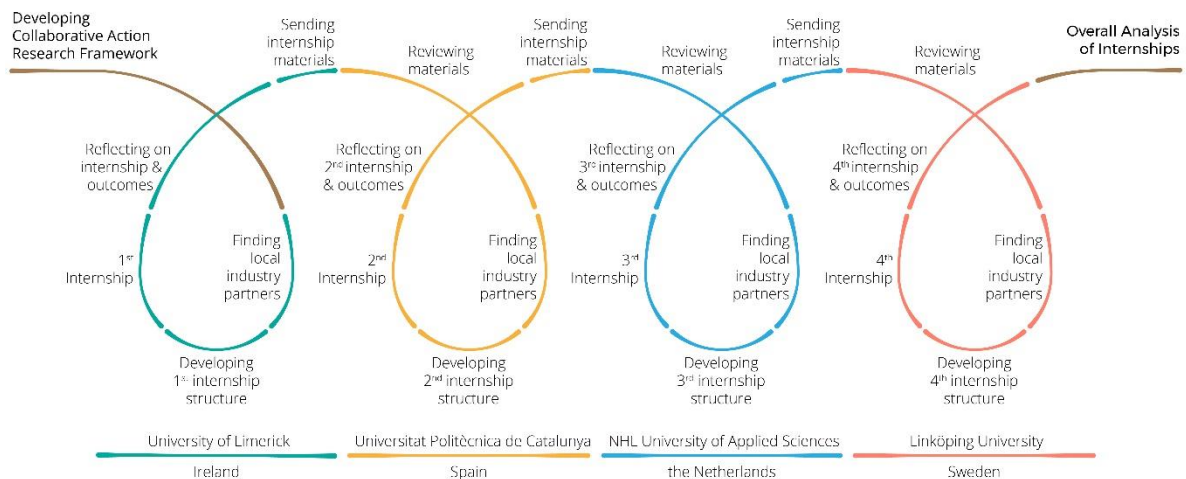 Developing
Collaborative Action
Research Framework
Sending
internship
materials
Reviewing
materials
Sending
internship
materials
Reviewing
materials
Sending
internship
materials
Reviewing
materials
Overall Analysis
of Internships
Reflecting on
internship &
outcomes
Reflecting on
2nd internship
& outcomes
Reflecting on
3rd internship
& outcomes
Reflecting on
4th internship
& outcomes
1st
Internship
Finding
local
industry
partners
2nd
Internship
Finding
local
industry
partners
3rd
Internship
Finding
local
industry
partners
4th
Internship
Finding
local
industry
partners
Developing
1st internship
structure
Developing
2nd internship
structure
Developing
3rd internship
structure
Developing
4th internship
structure
University of Limerick
Ireland
Universitat Politècnica de Catalunya
Spain
NHL University of Applied Sciences
the Netherlands
Linköping University
Sweden